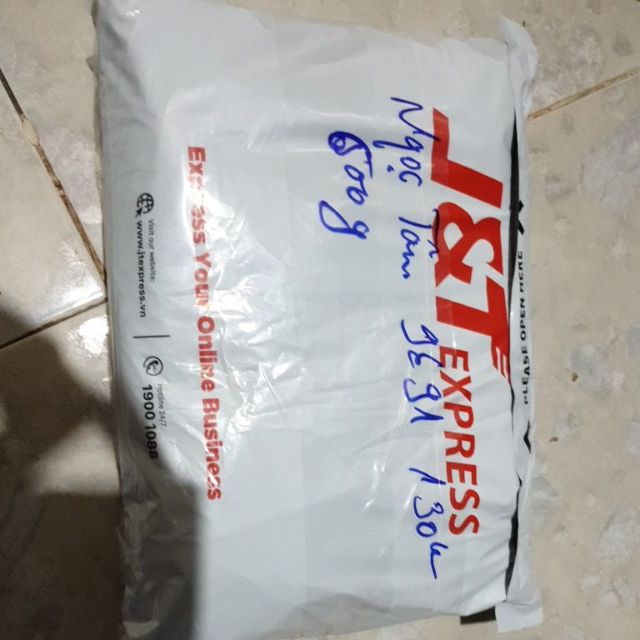 J&T EXPRESS
Ngọc Tâm 9691 130k
600g
Express Your Online Business
Visit our website:
www.jtexpress.vn
Hotline 24/7
1900 1088
PLEASE OPEN HERE